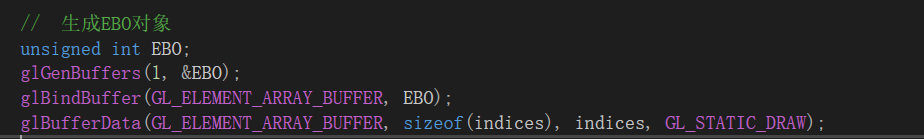 //  生成EBO对象
unsigned int EBO;
glGenBuffers(1, &EBO);
glBindBuffer(GL_ELEMENT_ARRAY_BUFFER, EBO);
glBufferData(GL_ELEMENT_ARRAY_BUFFER, sizeof(indices), indices, GL_STATIC_DRAW);